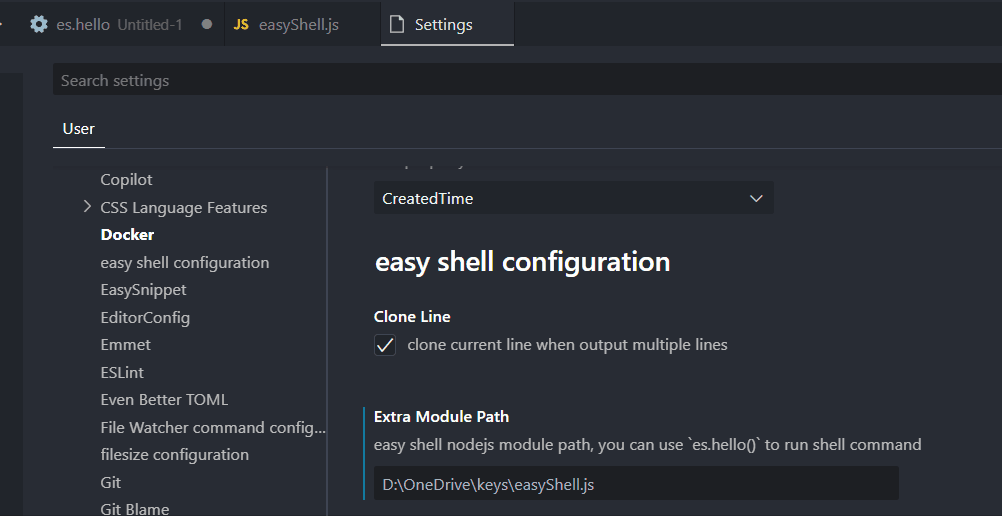 es.hello Untitled-1
JS easyShell.js
Settings
Search settings
User
Copilot
CSS Language Features
Docker
easy shell configuration
EasySnippet
EditorConfig
Emmet
ESLint
Even Better TOML
File Watcher command config...
filesize configuration
Git
Git Blame
CreatedTime
easy shell configuration
Clone Line
clone current line when output multiple lines
Extra Module Path
easy shell nodejs module path, you can use `es.hello()` to run shell command
D:\OneDrive\keys\easyShell.js